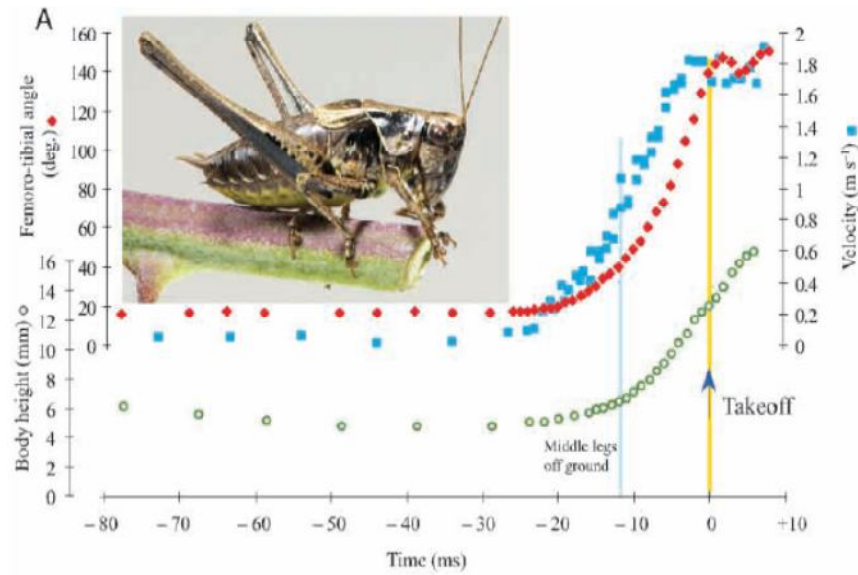 A
160
140
120
100
80
60
40
20
0
Femoro-tibial angle
(deg.)
2
1.8
1.6
1.4
1.2
1
0.8
0.6
0.4
0.2
0
Velocity (m s⁻¹)
16
14
12
10
8
6
4
2
0
Body height (mm)
Middle legs
off ground
Takeoff
−80 −70 −60 −50 −40 −30 −20 −10 0 +10
Time (ms)